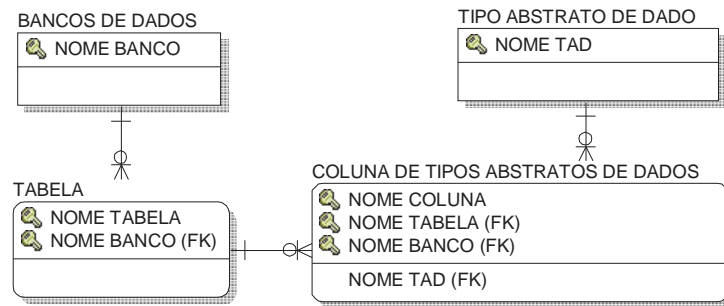 BANCOS DE DADOS
NOME BANCO
TIPO ABSTRATO DE DADO
NOME TAD
TABELA
NOME TABELA
NOME BANCO (FK)
COLUNA DE TIPOS ABSTRATOS DE DADOS
NOME COLUNA
NOME TABELA (FK)
NOME BANCO (FK)
NOME TAD (FK)